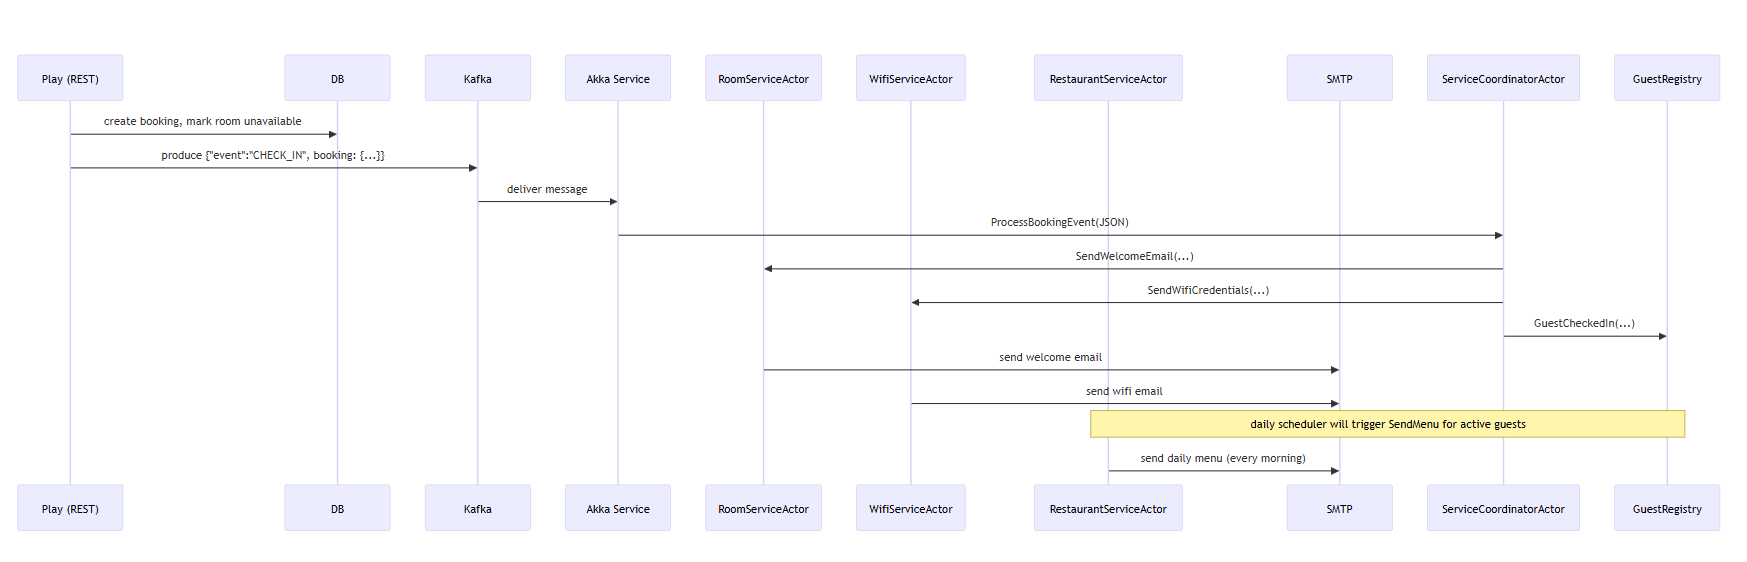 Play (REST)
DB
Kafka
Akka Service
RoomServiceActor
WifiServiceActor
RestaurantServiceActor
SMTP
ServiceCoordinatorActor
GuestRegistry
create booking, mark room unavailable
produce {"event":"CHECK_IN", booking: {...}}
deliver message
ProcessBookingEvent(JSON)
SendWelcomeEmail(...)
SendWifiCredentials(...)
GuestCheckedIn(...)
send welcome email
send wifi email
daily scheduler will trigger SendMenu for active guests
send daily menu (every morning)
Play (REST)
DB
Kafka
Akka Service
RoomServiceActor
WifiServiceActor
RestaurantServiceActor
SMTP
ServiceCoordinatorActor
GuestRegistry